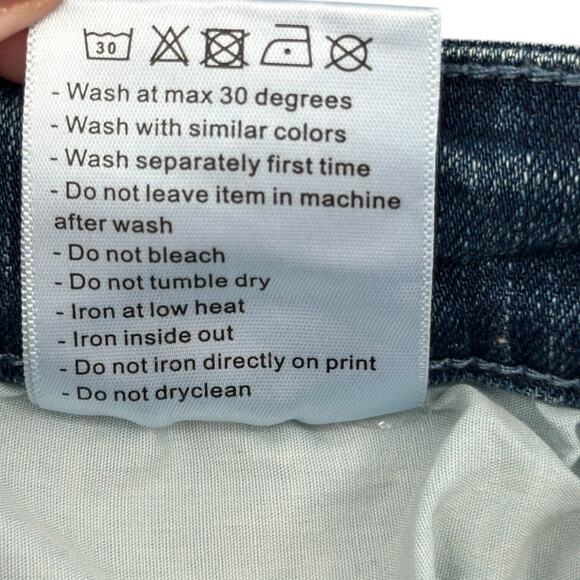 30
- Wash at max 30 degrees
- Wash with similar colors
- Wash separately first time
- Do not leave item in machine
after wash
- Do not bleach
- Do not tumble dry
- Iron at low heat
- Iron inside out
- Do not iron directly on print
- Do not dryclean